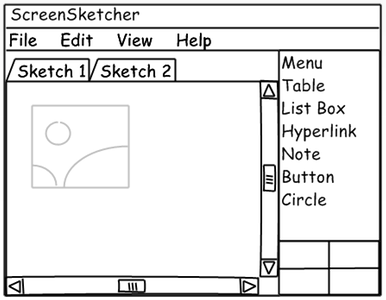 ScreenSketcher
File Edit View Help
Sketch 1 Sketch 2
Menu
Table
List Box
Hyperlink
Note
Button
Circle